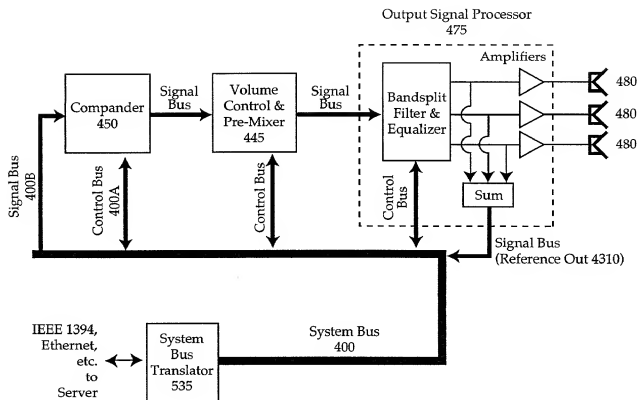 Output Signal Processor
475
Amplifiers
Compander
450
Signal
Bus
Volume
Control &
Pre-Mixer
445
Signal
Bus
Bandsplit
Filter &
Equalizer
480
480
480
Sum
Signal Bus
400B
Control Bus
400A
Control Bus
Control
Bus
Signal Bus
(Reference Out 4310)
IEEE 1394,
Ethernet,
etc.
to
Server
System
Bus
Translator
535
System Bus
400